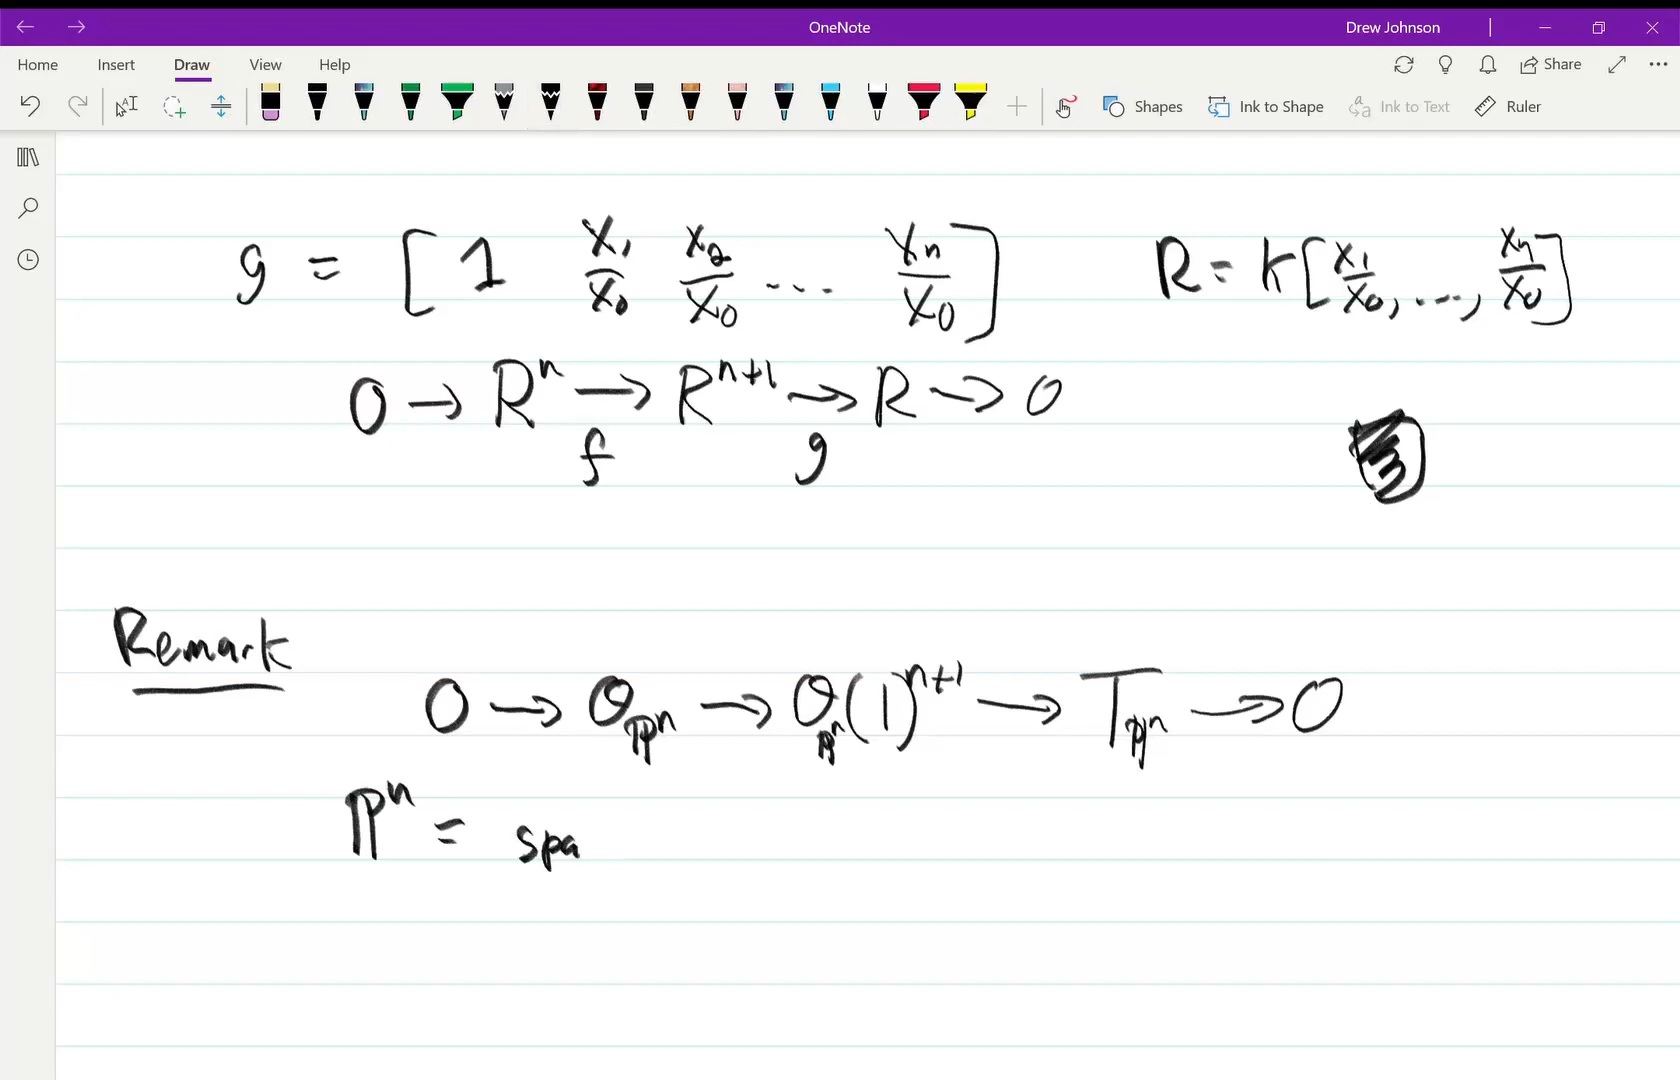 OneNote
Drew Johnson
Home Insert Draw View Help
Share
Shapes Ink to Shape Ink to Text Ruler
g = [1 x₁/x₀ x₂/x₀ ... xₙ/x₀] R = k[x₁/x₀, ..., xₙ/x₀]
0 → Rⁿ → Rⁿ⁺¹ → R → 0
f g
Remark
0 → 𝒪_ℙⁿ → 𝒪_ℙⁿ(1)ⁿ⁺¹ → T_ℙⁿ → 0
ℙⁿ = spa